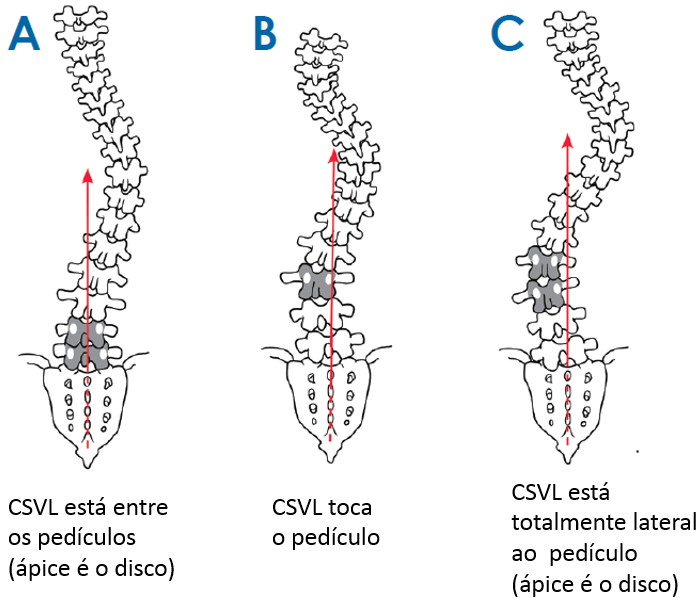 A
B
C
CSVL está entre
os pedículos
(ápice é o disco)
CSVL toca
o pedículo
CSVL está
totalmente lateral
ao pedículo
(ápice é o disco)